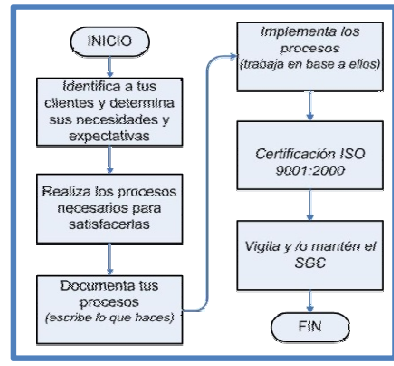 INICIO
Identifica a tus
clientes y determina
sus necesidades y
expectativas
Realiza los procesos
necesarios para
satisfacerlas
Documenta tus
procesos
(escribe lo que haces)
Implementa los
procesos
(trabaja en base a ellos)
Certificación ISO
9001:2000
Vigila y /o mantén el
SGC
FIN